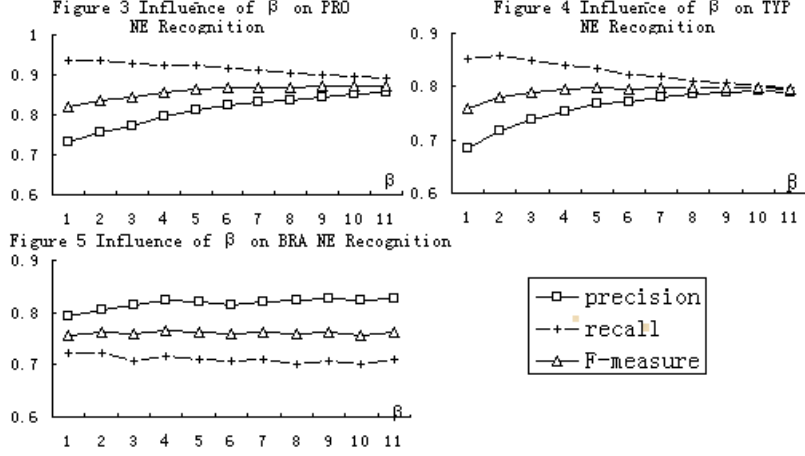 Figure 3 Influence of β on PRO
NE Recognition
1
0.9
0.8
0.7
0.6
β
1 2 3 4 5 6 7 8 9 10 11
Figure 4 Influence of β on TYP
NE Recognition
0.9
0.8
0.7
0.6
β
1 2 3 4 5 6 7 8 9 10 11
Figure 5 Influence of β on BRA NE Recognition
0.9
0.8
0.7
0.6
β
1 2 3 4 5 6 7 8 9 10 11
precision
recall
F-measure